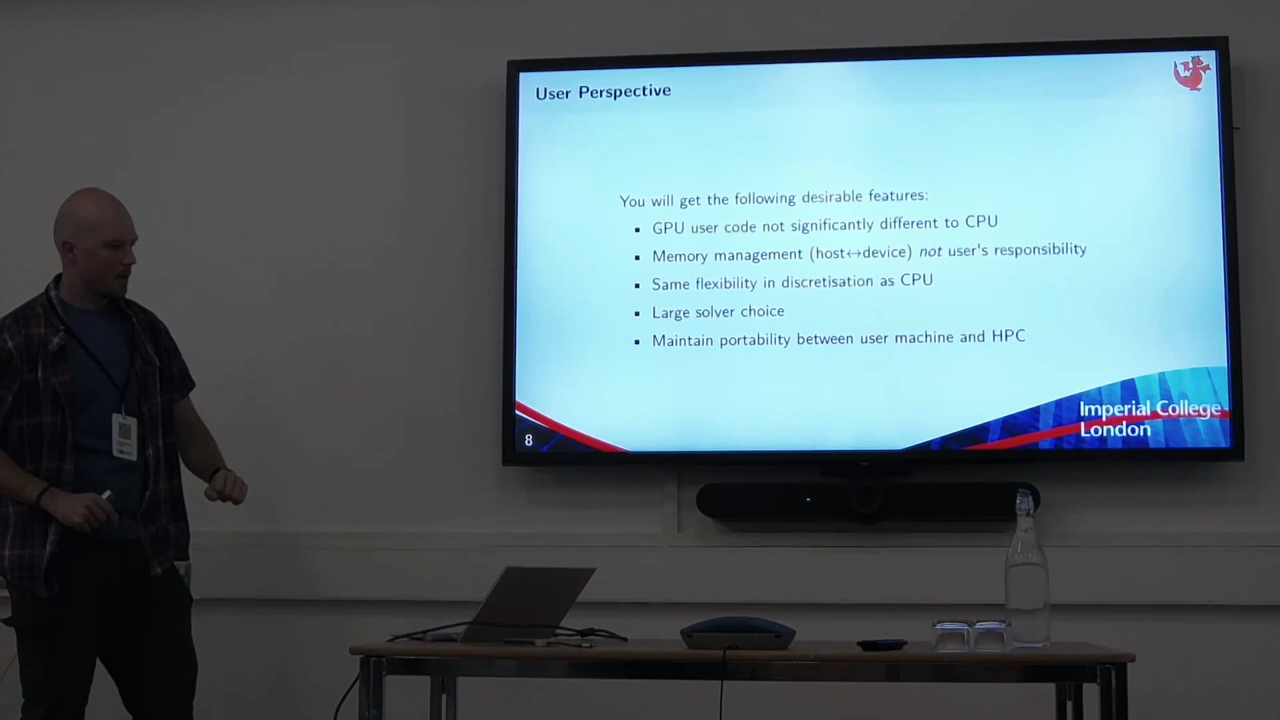 User Perspective
You will get the following desirable features:
▪ GPU user code not significantly different to CPU
▪ Memory management (host↔device) not user's responsibility
▪ Same flexibility in discretisation as CPU
▪ Large solver choice
▪ Maintain portability between user machine and HPC
8
Imperial College
London